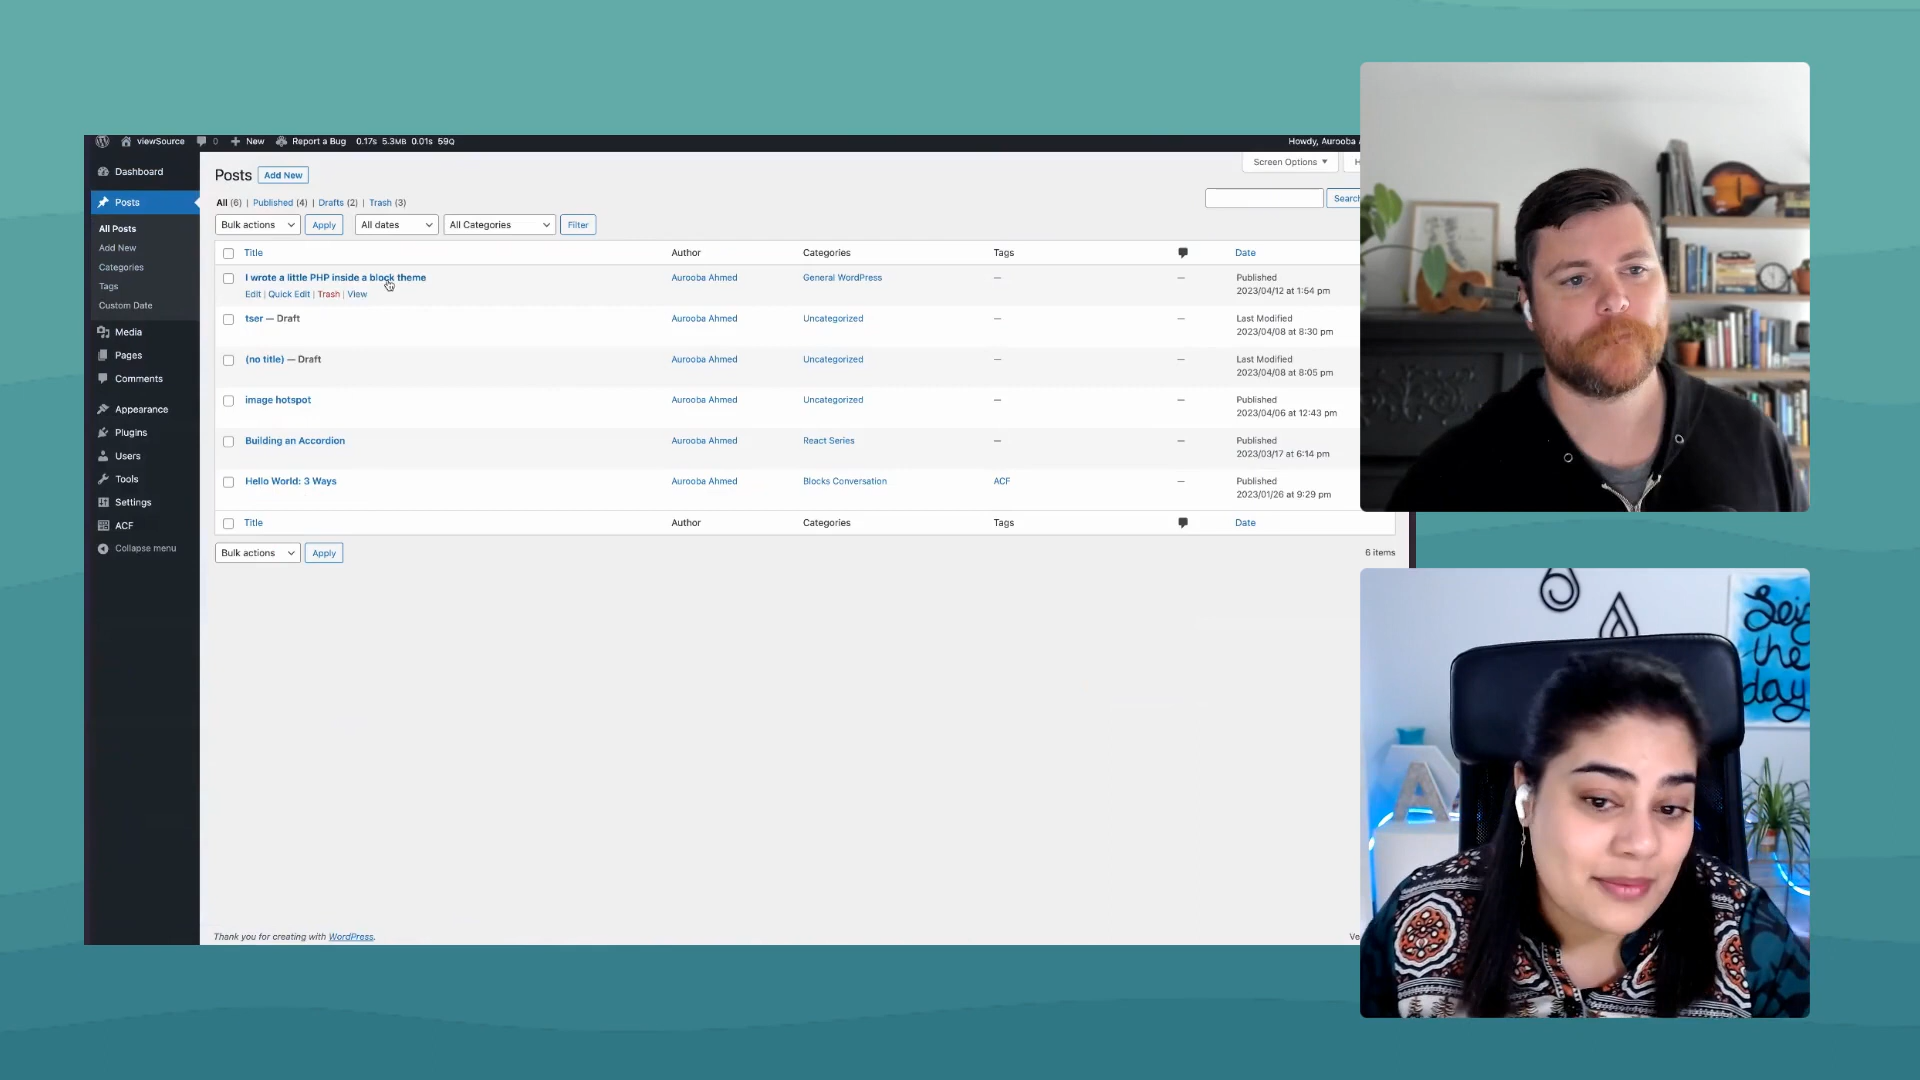 viewSource 0 New Report a Bug 0.17s 5.3MB 0.01s 59Q Howdy, Aurooba
Dashboard
Posts
All Posts
Add New
Categories
Tags
Custom Date
Media
Pages
Comments
Appearance
Plugins
Users
Tools
Settings
ACF
Collapse menu
Posts Add New Screen Options
All (6) | Published (4) | Drafts (2) | Trash (3) Search
Bulk actions Apply All dates All Categories Filter
Title Author Categories Tags Date
I wrote a little PHP inside a block theme Aurooba Ahmed General WordPress — — Published
Edit | Quick Edit | Trash | View 2023/04/12 at 1:54 pm
tser — Draft Aurooba Ahmed Uncategorized — — Last Modified
2023/04/08 at 8:30 pm
(no title) — Draft Aurooba Ahmed Uncategorized — — Last Modified
2023/04/08 at 8:05 pm
image hotspot Aurooba Ahmed Uncategorized — — Published
2023/04/06 at 12:43 pm
Building an Accordion Aurooba Ahmed React Series — — Published
2023/03/17 at 6:14 pm
Hello World: 3 Ways Aurooba Ahmed Blocks Conversation ACF — Published
2023/01/26 at 9:29 pm
Title Author Categories Tags Date
Bulk actions Apply 6 items
Thank you for creating with WordPress. Ve
Seiz
the
day
A